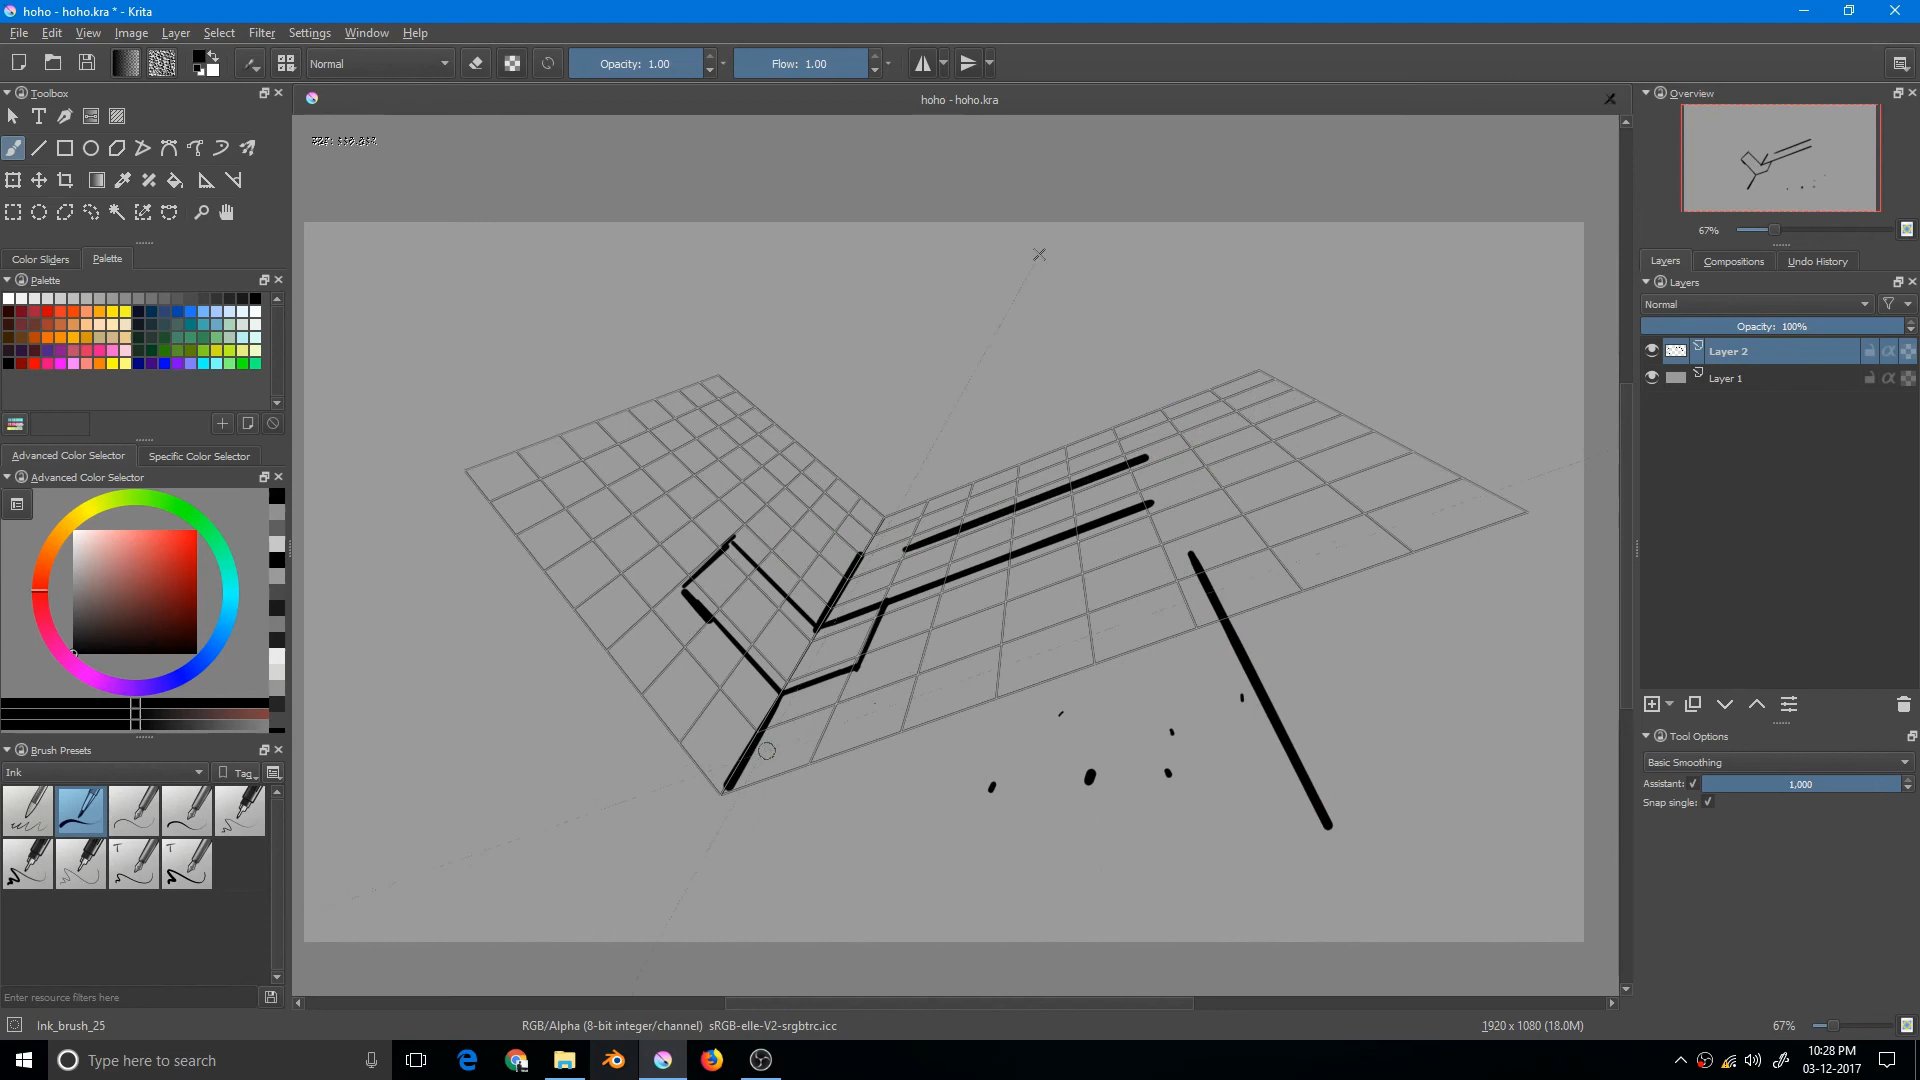 hoho - hoho.kra * - Krita
File Edit View Image Layer Select Filter Settings Window Help
Normal
Opacity: 1.00
Flow: 1.00
Toolbox
hoho - hoho.kra
Overview
67%
Color Sliders Palette
Palette
Layers Compositions Undo History
Layers
Normal
Opacity: 100%
Layer 2
Layer 1
Advanced Color Selector Specific Color Selector
Advanced Color Selector
Tool Options
Basic Smoothing
Assistant: 1,000
Snap single:
Brush Presets
Ink Tag
T T
Enter resource filters here
Ink_brush_25
RGB/Alpha (8-bit integer/channel) sRGB-elle-V2-srgbtrc.icc
1920 x 1080 (18.0M)
67%
Type here to search
10:28 PM
03-12-2017